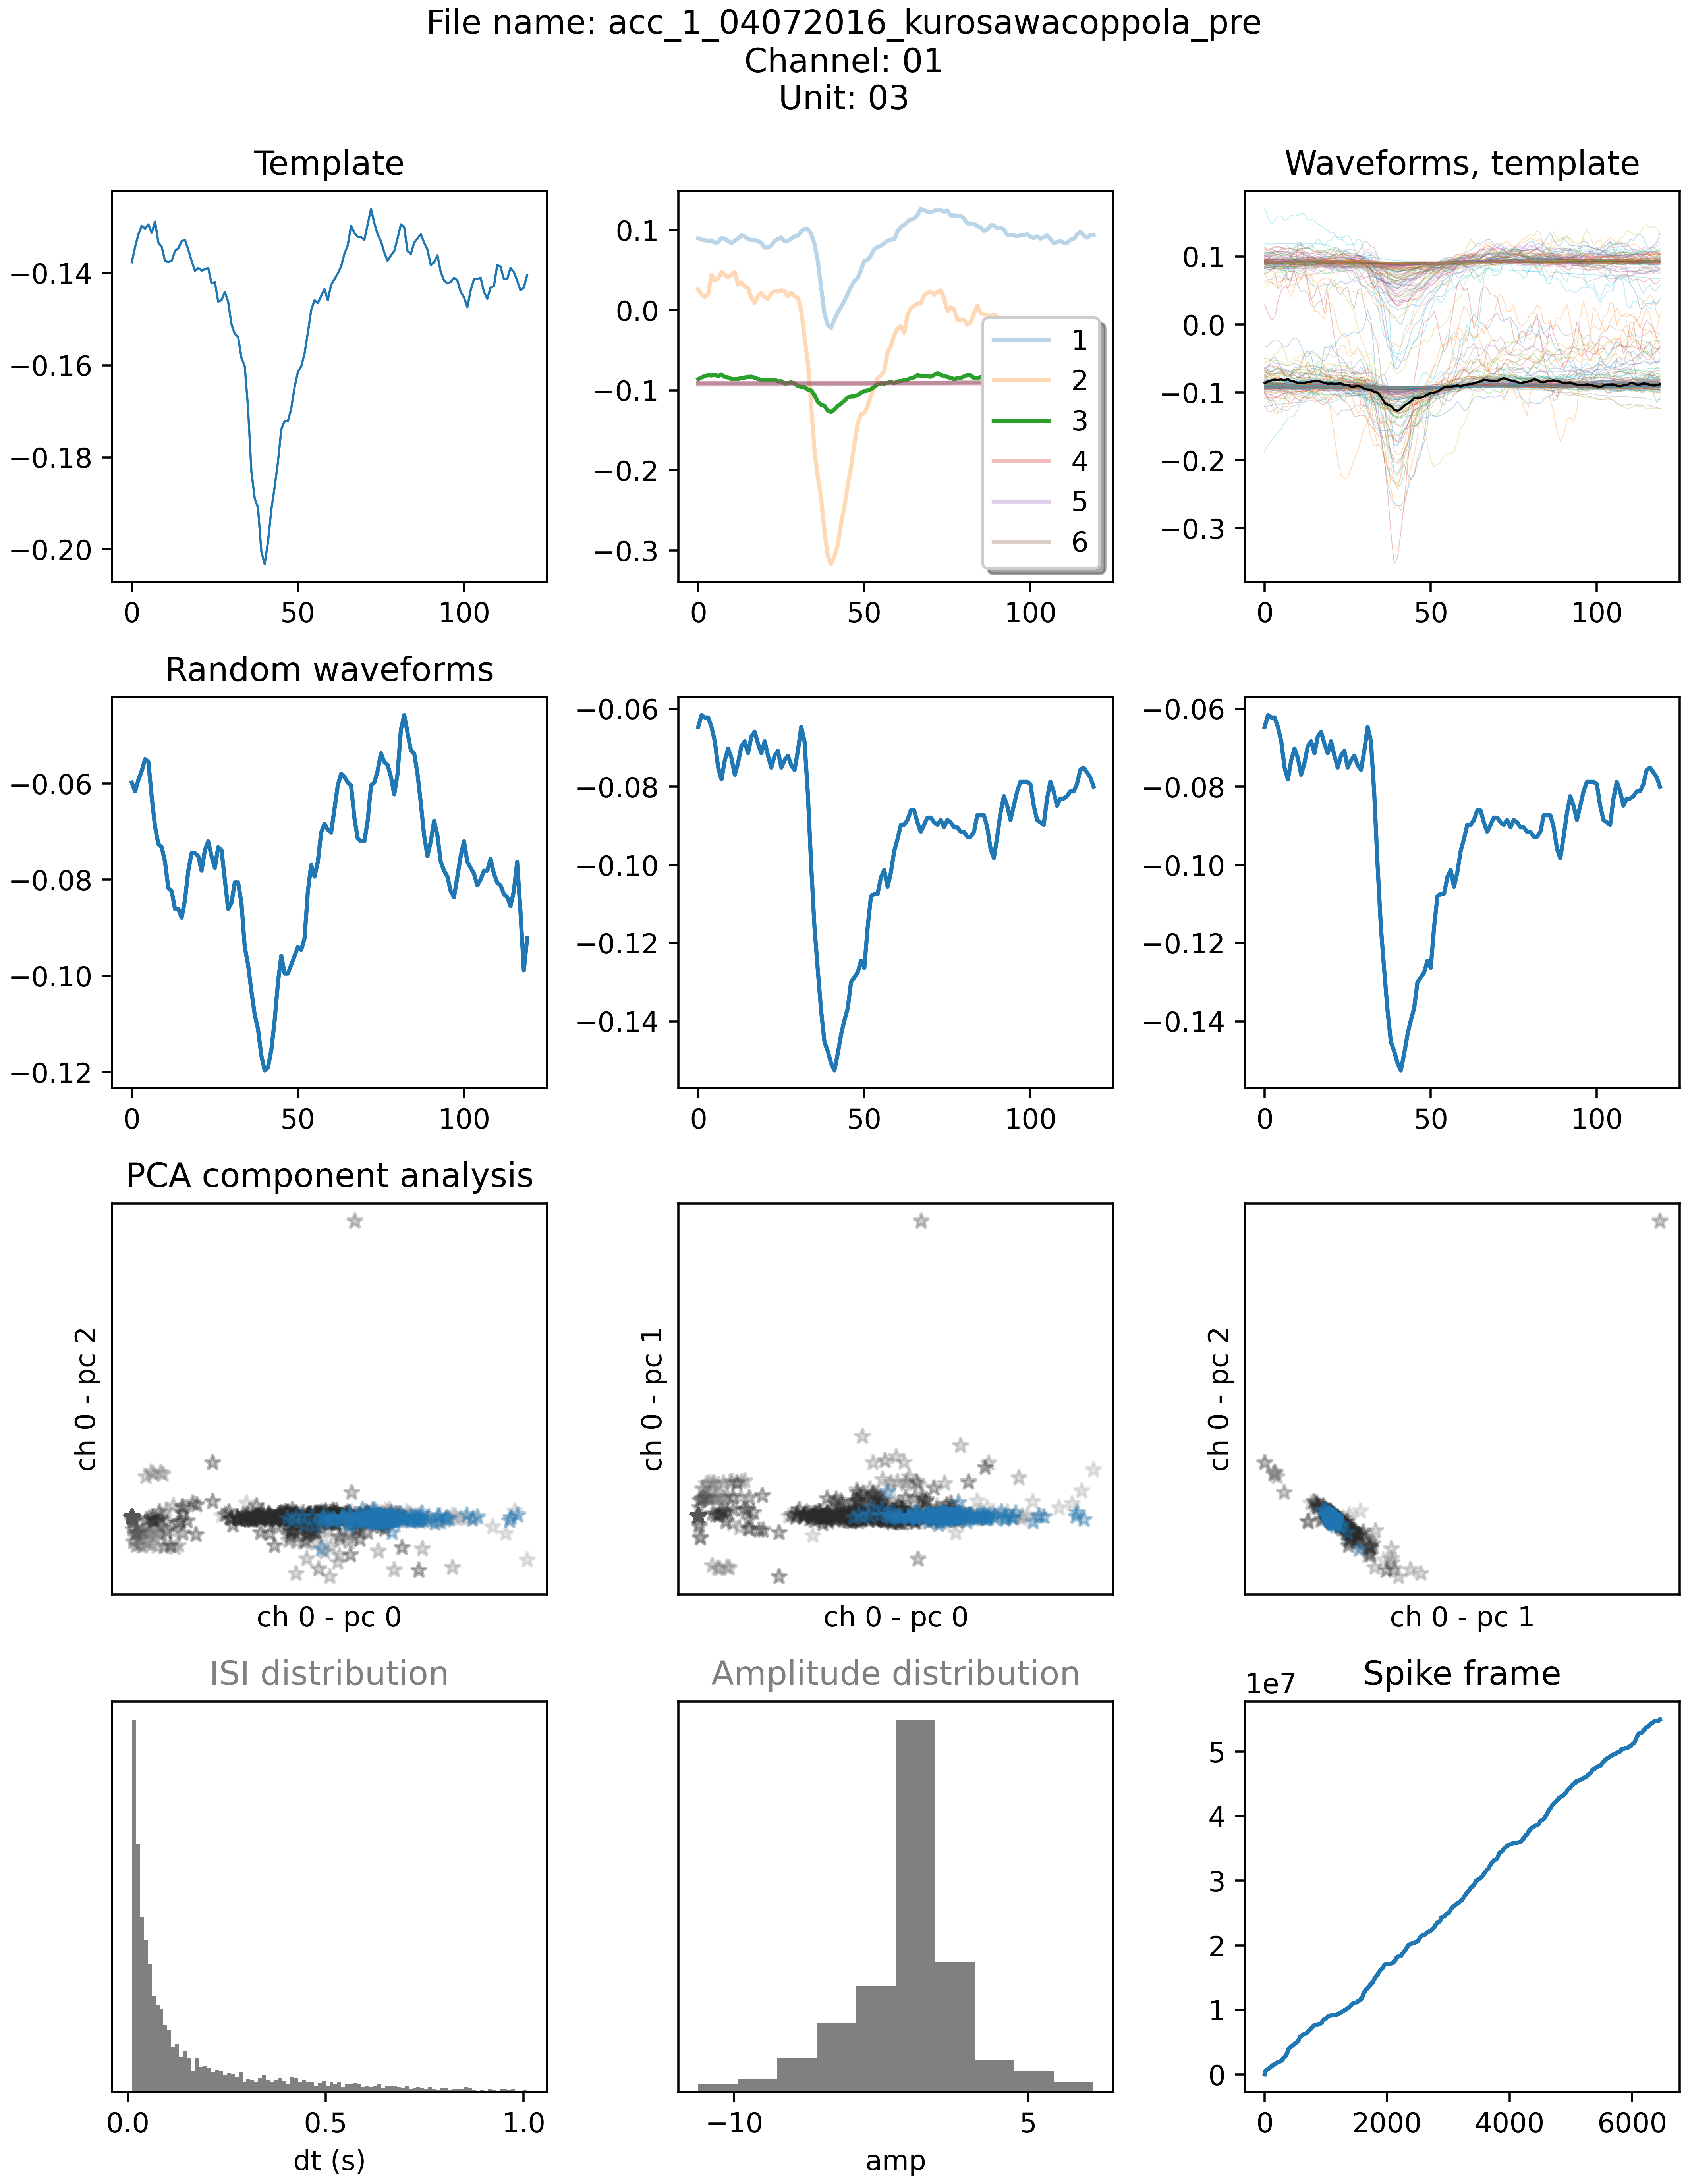 File name: acc_1_04072016_kurosawacoppola_pre
Channel: 01
Unit: 03
Template
Waveforms, template
−0.14
−0.16
−0.18
−0.20
0 50 100
0.1
0.0
−0.1
−0.2
−0.3
0 50 100
1
2
3
4
5
6
0.1
0.0
−0.1
−0.2
−0.3
0 50 100
Random waveforms
−0.06
−0.08
−0.10
−0.12
0 50 100
−0.06
−0.08
−0.10
−0.12
−0.14
0 50 100
−0.06
−0.08
−0.10
−0.12
−0.14
0 50 100
PCA component analysis
ch 0 - pc 2
ch 0 - pc 0
ch 0 - pc 1
ch 0 - pc 0
ch 0 - pc 2
ch 0 - pc 1
ISI distribution
0.0 0.5 1.0
dt (s)
Amplitude distribution
−10 5
amp
Spike frame
1e7
5
4
3
2
1
0
0 2000 4000 6000